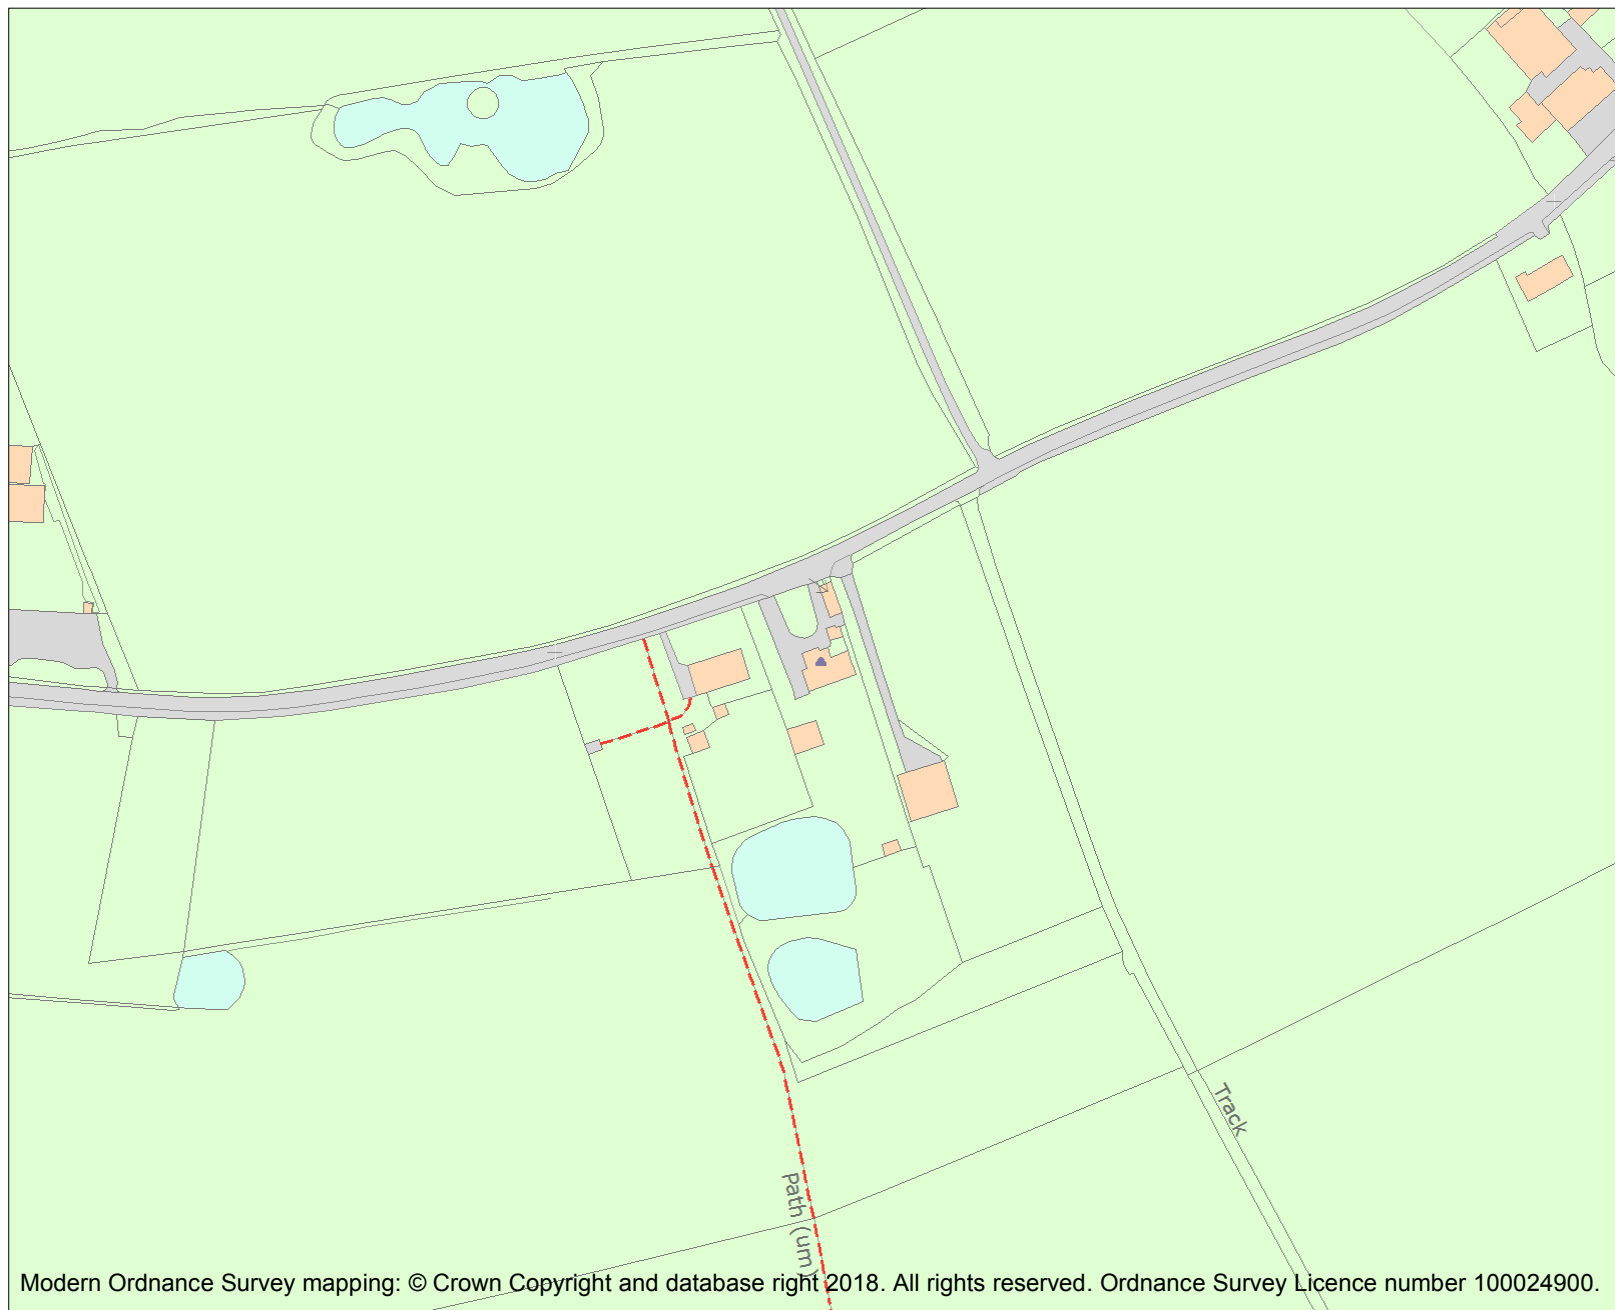 Track
Path (um)
Modern Ordnance Survey mapping: © Crown Copyright and database right 2018. All rights reserved. Ordnance Survey Licence number 100024900.